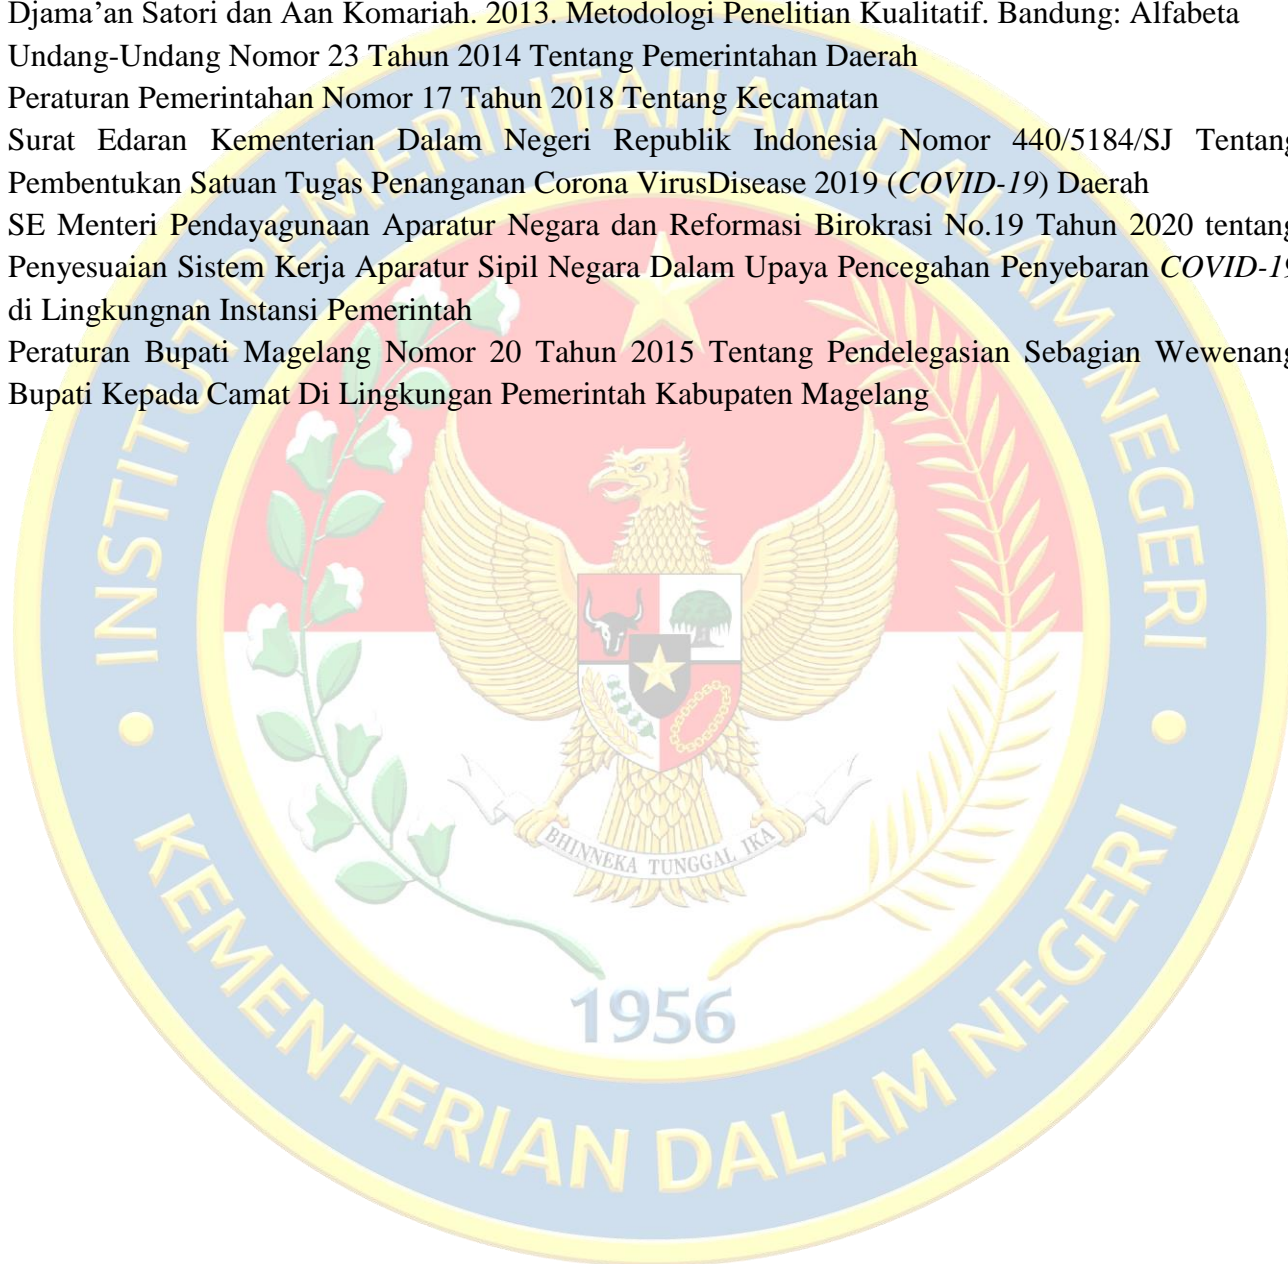 Djama’an Satori dan Aan Komariah. 2013. Metodologi Penelitian Kualitatif. Bandung: Alfabeta
Undang-Undang Nomor 23 Tahun 2014 Tentang Pemerintahan Daerah
Peraturan Pemerintahan Nomor 17 Tahun 2018 Tentang Kecamatan
Surat Edaran Kementerian Dalam Negeri Republik Indonesia Nomor 440/5184/SJ Tentang
Pembentukan Satuan Tugas Penanganan Corona VirusDisease 2019 (COVID-19) Daerah
SE Menteri Pendayagunaan Aparatur Negara dan Reformasi Birokrasi No.19 Tahun 2020 tentang
Penyesuaian Sistem Kerja Aparatur Sipil Negara Dalam Upaya Pencegahan Penyebaran COVID-19
di Lingkungnan Instansi Pemerintah
Peraturan Bupati Magelang Nomor 20 Tahun 2015 Tentang Pendelegasian Sebagian Wewenang
Bupati Kepada Camat Di Lingkungan Pemerintah Kabupaten Magelang
INSTITUT PEMERINTAHAN DALAM NEGERI
BHINNEKA TUNGGAL IKA
1956
KEMENTERIAN DALAM NEGERI